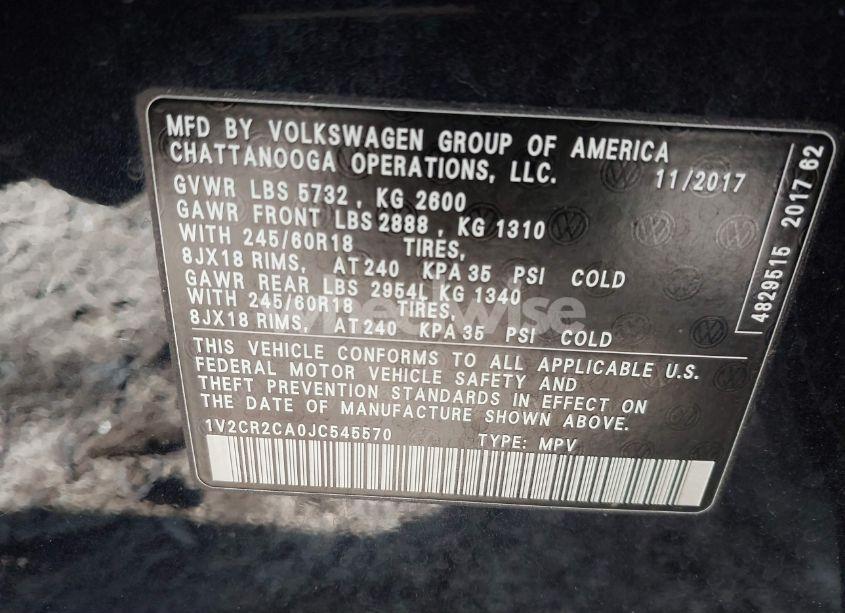 MFD BY VOLKSWAGEN GROUP OF AMERICA
CHATTANOOGA OPERATIONS, LLC. 11/2017
GVWR LBS 5732 , KG 2600
GAWR FRONT LBS 2888 , KG 1310
WITH 245/60R18 TIRES,
8JX18 RIMS, AT 240 KPA 35 PSI COLD
GAWR REAR LBS 2954L KG 1340
WITH 245/60R18 TIRES,
8JX18 RIMS, AT 240 KPA 35 PSI COLD
THIS VEHICLE CONFORMS TO ALL APPLICABLE U.S.
FEDERAL MOTOR VEHICLE SAFETY AND
THEFT PREVENTION STANDARDS IN EFFECT ON
THE DATE OF MANUFACTURE SHOWN ABOVE.
1V2CR2CA0JC545570 TYPE: MPV
4829515 2017 62